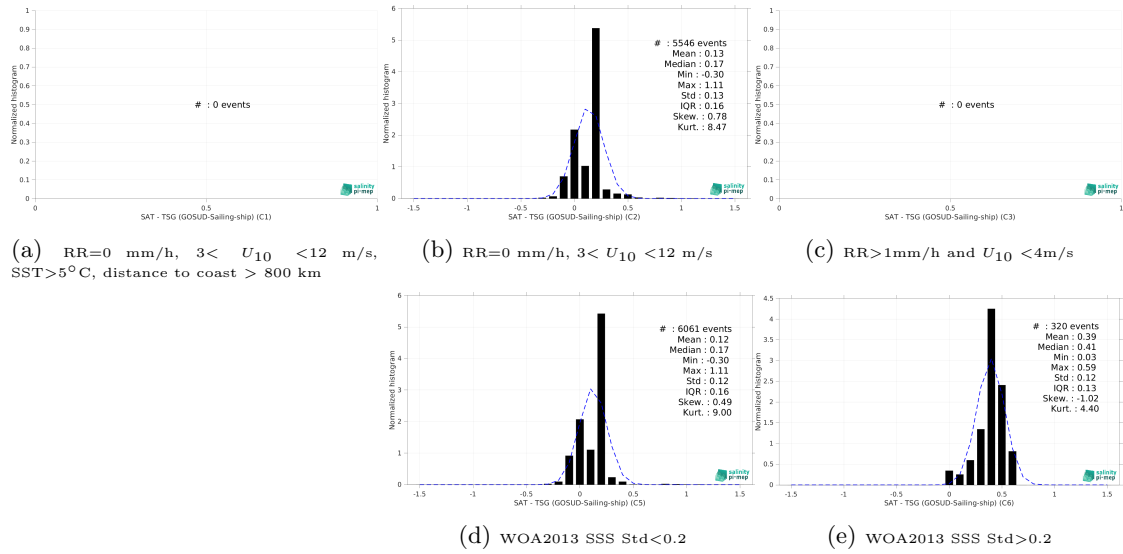 1
0.9
0.8
0.7
0.6
0.5
0.4
0.3
0.2
0.1
0
Normalized histogram
# : 0 events
salinity
pi-mep
0 0.5 1
SAT - TSG (GOSUD-Sailing-ship) (C1)
(a) RR=0 mm/h, 3< U10 <12 m/s,
SST>5°C, distance to coast > 800 km
6
5
4
3
2
1
0
Normalized histogram
# : 5546 events
Mean : 0.13
Median : 0.17
Min : -0.30
Max : 1.11
Std : 0.13
IQR : 0.16
Skew. : 0.78
Kurt. : 8.47
salinity
pi-mep
-1.5 -1 -0.5 0 0.5 1 1.5
SAT - TSG (GOSUD-Sailing-ship) (C2)
(b) RR=0 mm/h, 3< U10 <12 m/s
1
0.9
0.8
0.7
0.6
0.5
0.4
0.3
0.2
0.1
0
Normalized histogram
# : 0 events
salinity
pi-mep
0 0.5 1
SAT - TSG (GOSUD-Sailing-ship) (C3)
(c) RR>1mm/h and U10 <4m/s
6
5
4
3
2
1
0
Normalized histogram
# : 6061 events
Mean : 0.12
Median : 0.17
Min : -0.30
Max : 1.11
Std : 0.12
IQR : 0.16
Skew. : 0.49
Kurt. : 9.00
salinity
pi-mep
-1.5 -1 -0.5 0 0.5 1 1.5
SAT - TSG (GOSUD-Sailing-ship) (C5)
(d) WOA2013 SSS Std<0.2
4.5
4
3.5
3
2.5
2
1.5
1
0.5
0
Normalized histogram
# : 320 events
Mean : 0.39
Median : 0.41
Min : 0.03
Max : 0.59
Std : 0.12
IQR : 0.13
Skew. : -1.02
Kurt. : 4.40
salinity
pi-mep
-1.5 -1 -0.5 0 0.5 1 1.5
SAT - TSG (GOSUD-Sailing-ship) (C6)
(e) WOA2013 SSS Std>0.2